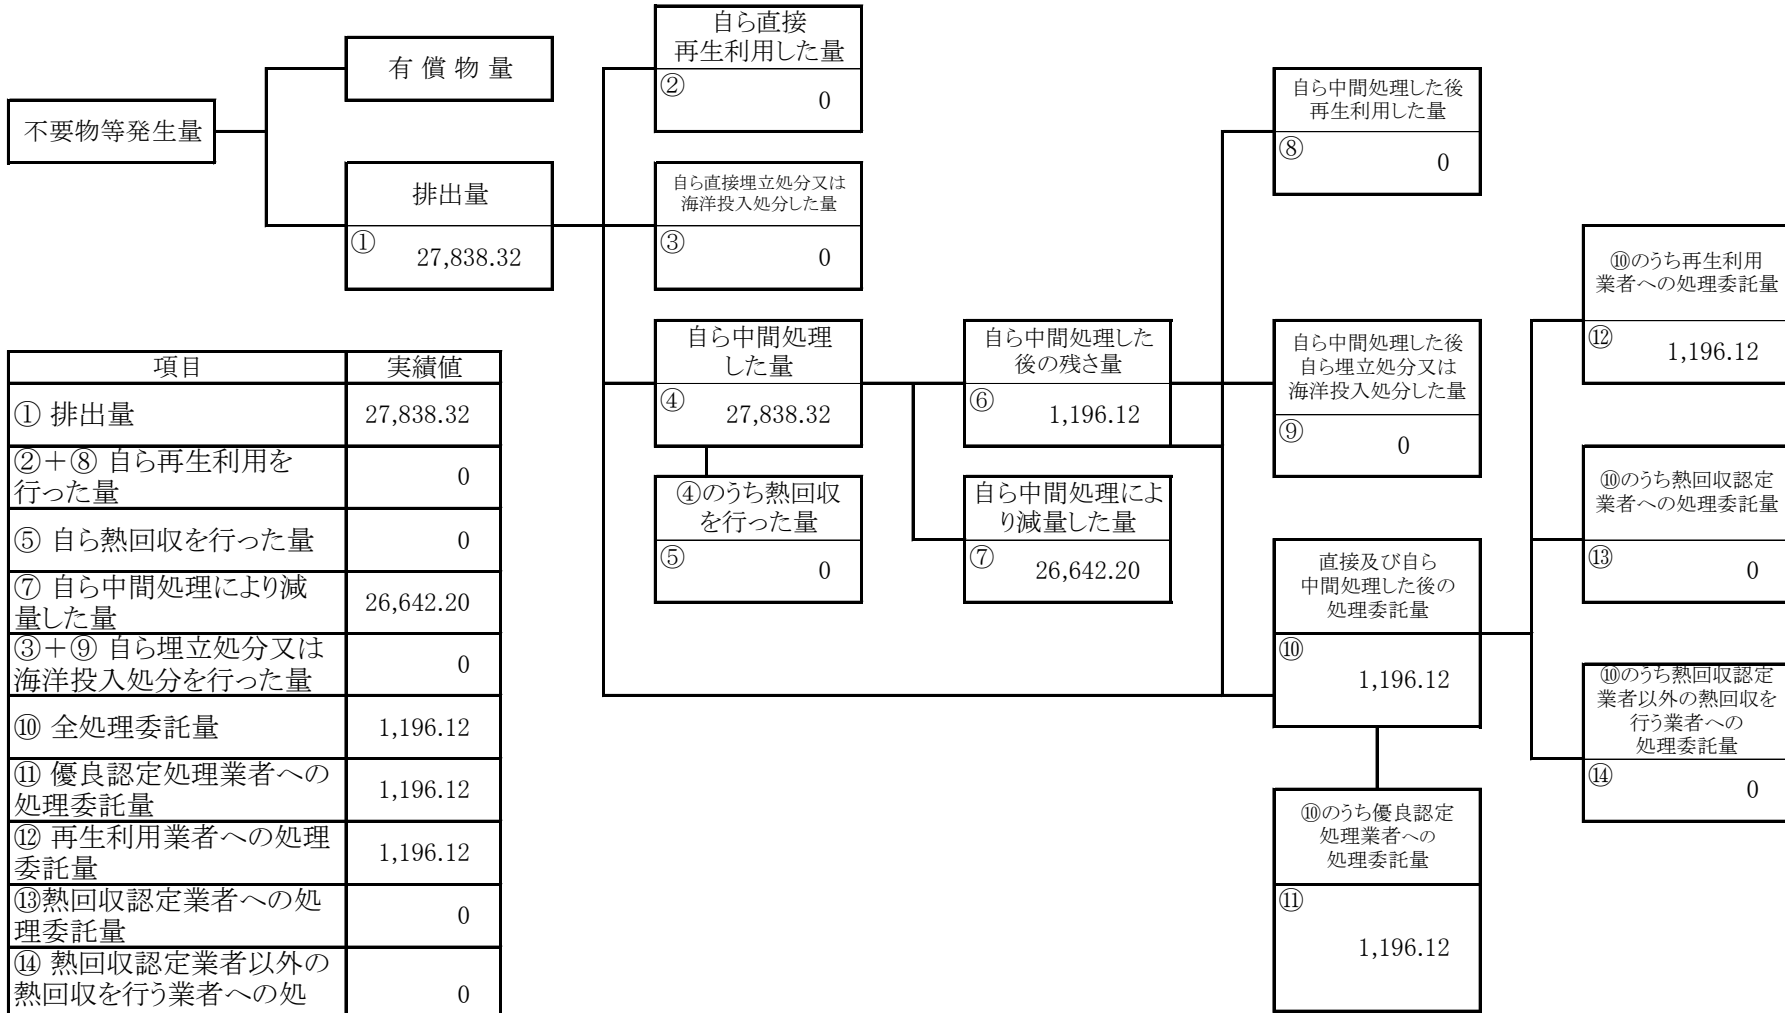 不要物等発生量
有 償 物 量
排出量
①
27,838.32
自ら直接
再生利用した量
②
0
自ら直接埋立処分又は
海洋投入処分した量
③
0
自ら中間処理
した量
④
27,838.32
④のうち熱回収
を行った量
⑤
0
自ら中間処理した
後の残さ量
⑥
1,196.12
自ら中間処理によ
り減量した量
⑦
26,642.20
自ら中間処理した後
再生利用した量
⑧
0
自ら中間処理した後
自ら埋立処分又は
海洋投入処分した量
⑨
0
直接及び自ら
中間処理した後の
処理委託量
⑩
1,196.12
⑩のうち優良認定
処理業者への
処理委託量
⑪
1,196.12
⑩のうち再生利用
業者への処理委託量
⑫
1,196.12
⑩のうち熱回収認定
業者への処理委託量
⑬
0
⑩のうち熱回収認定
業者以外の熱回収を
行う業者への
処理委託量
⑭
0
項目 実績値
① 排出量 27,838.32
②+⑧ 自ら再生利用を
行った量 0
⑤ 自ら熱回収を行った量 0
⑦ 自ら中間処理により減
量した量 26,642.20
③+⑨ 自ら埋立処分又は
海洋投入処分を行った量 0
⑩ 全処理委託量 1,196.12
⑪ 優良認定処理業者への
処理委託量 1,196.12
⑫ 再生利用業者への処理
委託量 1,196.12
⑬熱回収認定業者への処
理委託量 0
⑭ 熱回収認定業者以外の
熱回収を行う業者への処 0